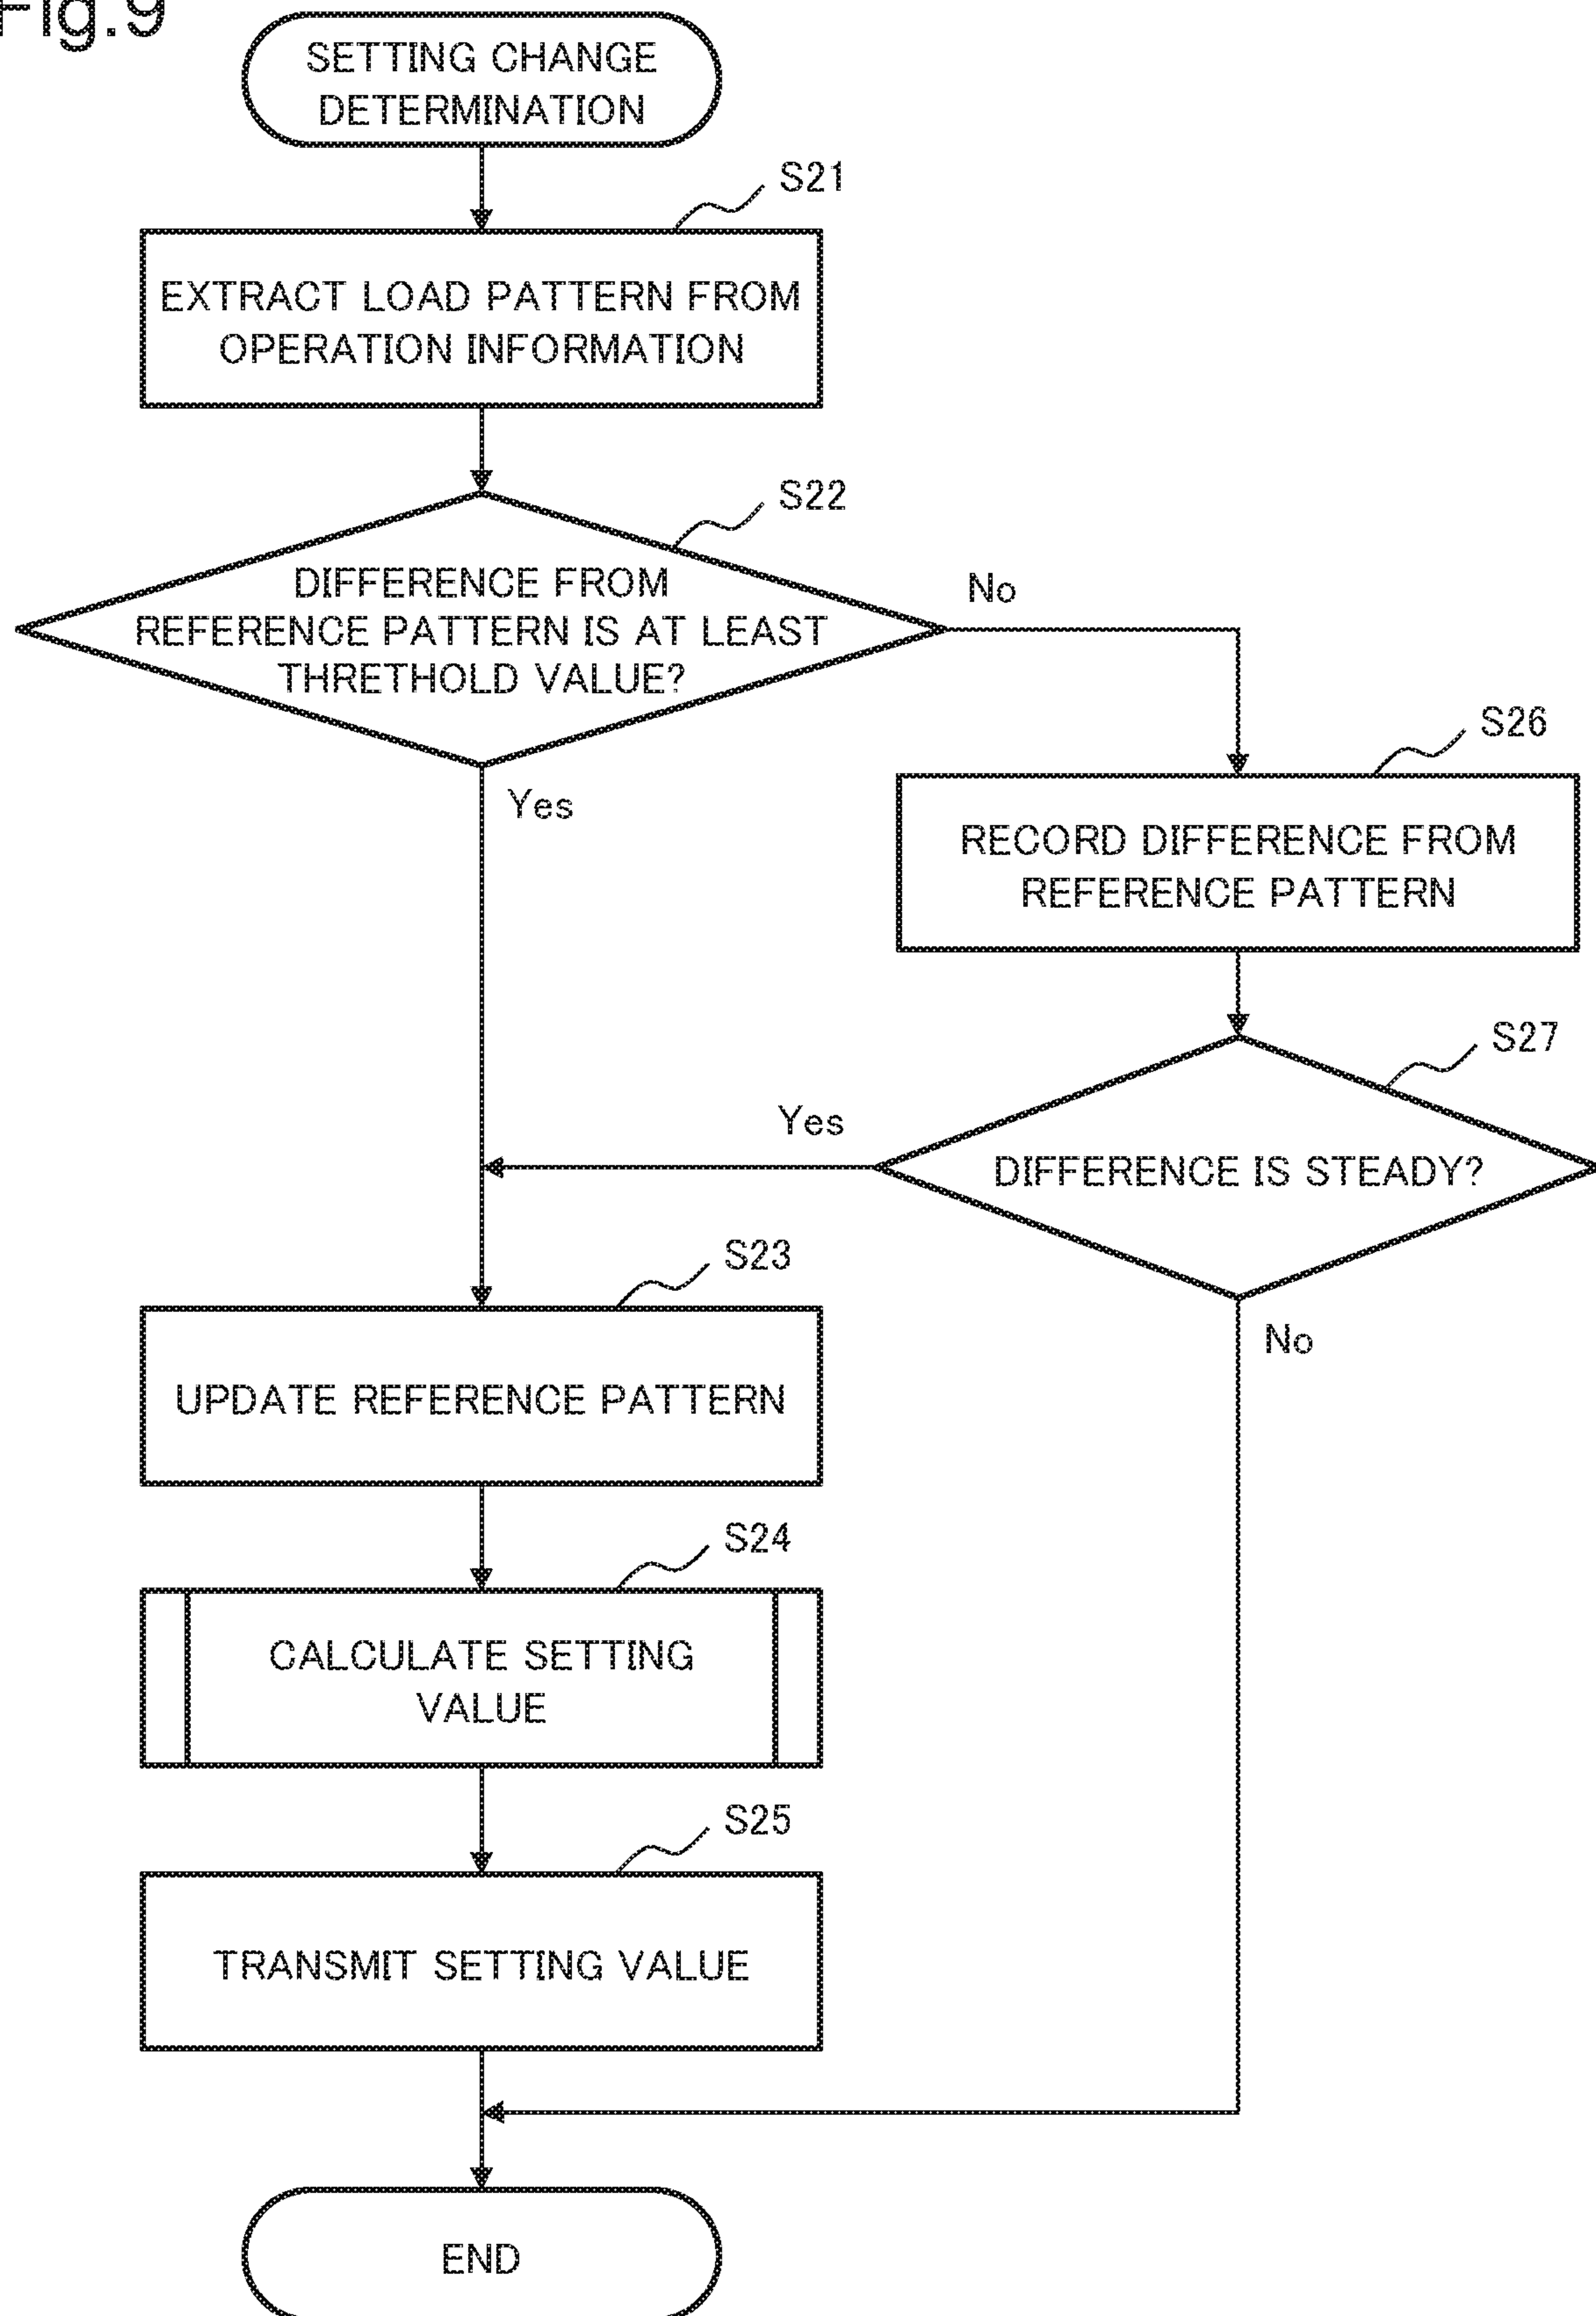 Fig.9
SETTING CHANGE
DETERMINATION
S21
EXTRACT LOAD PATTERN FROM
OPERATION INFORMATION
S22
DIFFERENCE FROM
REFERENCE PATTERN IS AT LEAST
THRETHOLD VALUE?
No
Yes
S26
RECORD DIFFERENCE FROM
REFERENCE PATTERN
S27
Yes
DIFFERENCE IS STEADY?
No
S23
UPDATE REFERENCE PATTERN
S24
CALCULATE SETTING
VALUE
S25
TRANSMIT SETTING VALUE
END